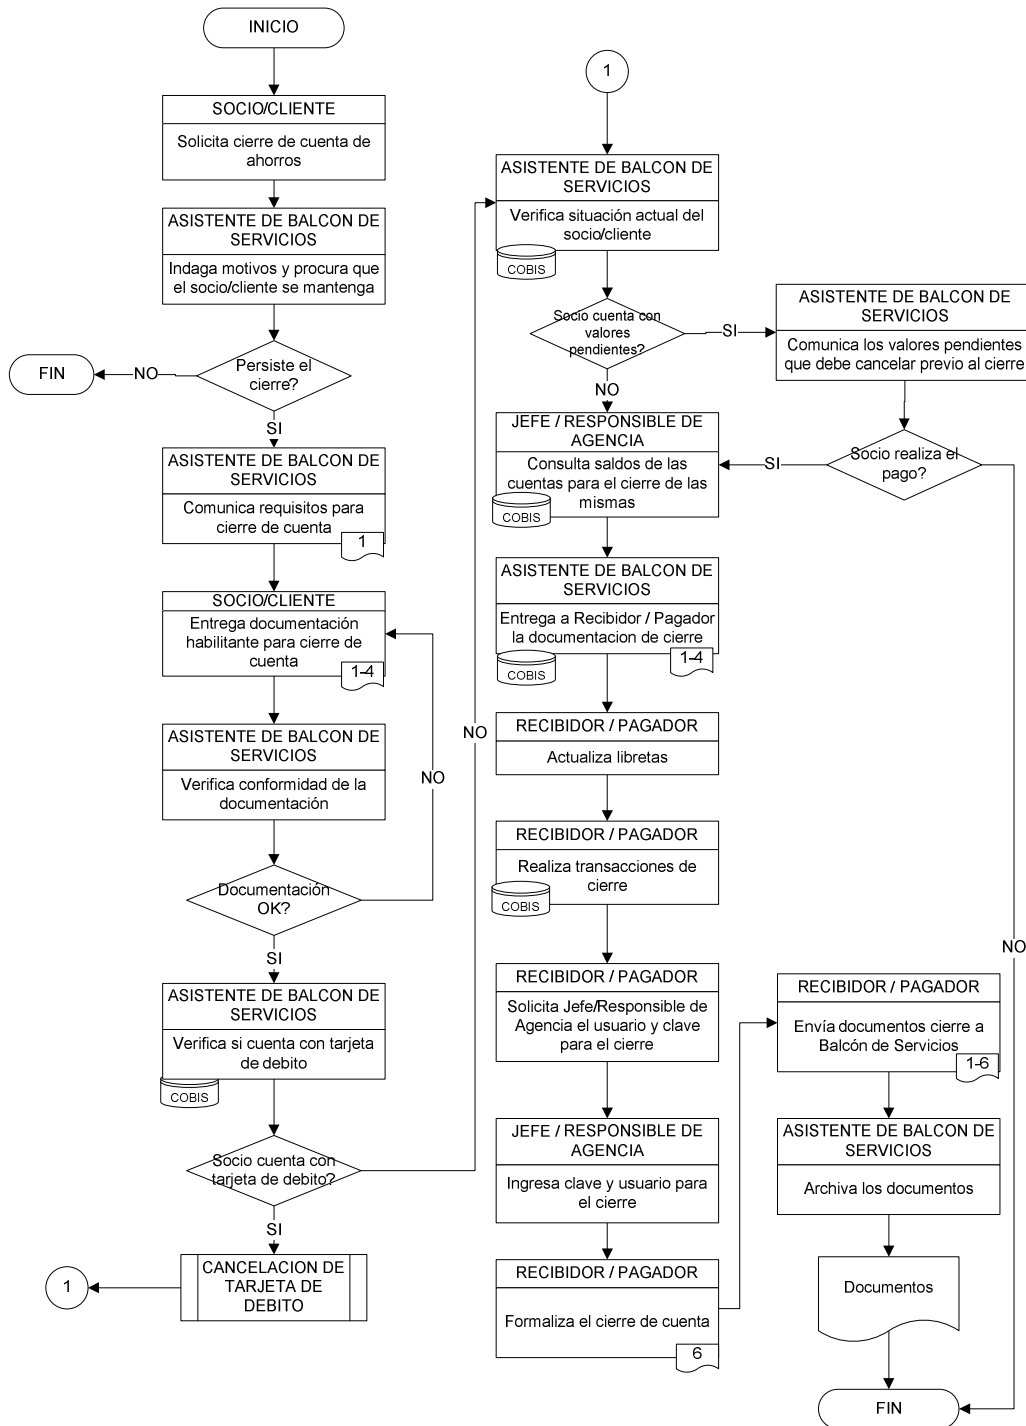 INICIO
SOCIO/CLIENTE
Solicita cierre de cuenta de
ahorros
ASISTENTE DE BALCON DE
SERVICIOS
Indaga motivos y procura que
el socio/cliente se mantenga
Persiste el
cierre?
NO
FIN
SI
ASISTENTE DE BALCON DE
SERVICIOS
Comunica requisitos para
cierre de cuenta
1
SOCIO/CLIENTE
Entrega documentación
habilitante para cierre de
cuenta
1-4
ASISTENTE DE BALCON DE
SERVICIOS
Verifica conformidad de la
documentación
NO
Documentación
OK?
SI
ASISTENTE DE BALCON DE
SERVICIOS
Verifica si cuenta con tarjeta
de debito
COBIS
Socio cuenta con
tarjeta de debito?
NO
SI
CANCELACION DE
TARJETA DE
DEBITO
1
1
ASISTENTE DE BALCON DE
SERVICIOS
Verifica situación actual del
socio/cliente
COBIS
Socio cuenta con
valores
pendientes?
SI
ASISTENTE DE BALCON DE
SERVICIOS
Comunica los valores pendientes
que debe cancelar previo al cierre
NO
Socio realiza el
pago?
SI
NO
JEFE / RESPONSIBLE DE
AGENCIA
Consulta saldos de las
cuentas para el cierre de las
mismas
COBIS
ASISTENTE DE BALCON DE
SERVICIOS
Entrega a Recibidor / Pagador
la documentacion de cierre
COBIS
1-4
RECIBIDOR / PAGADOR
Actualiza libretas
RECIBIDOR / PAGADOR
Realiza transacciones de
cierre
COBIS
RECIBIDOR / PAGADOR
Solicita Jefe/Responsible de
Agencia el usuario y clave
para el cierre
JEFE / RESPONSIBLE DE
AGENCIA
Ingresa clave y usuario para
el cierre
RECIBIDOR / PAGADOR
Formaliza el cierre de cuenta
6
RECIBIDOR / PAGADOR
Envía documentos cierre a
Balcón de Servicios
1-6
ASISTENTE DE BALCON DE
SERVICIOS
Archiva los documentos
Documentos
FIN